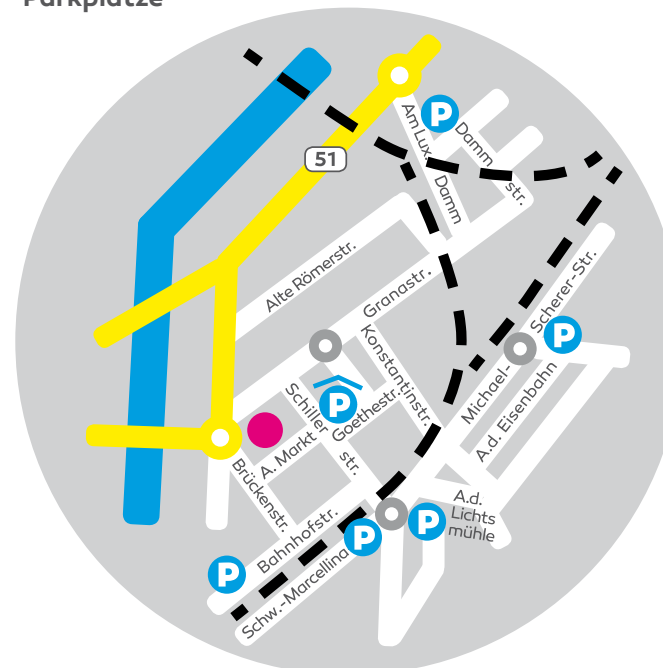 Parkplätze
P
Am Lux. Damm
Damm str.
51
Alte Römerstr.
Granastr.
Scherer-Str.
P
Konstantinstr.
Michael-
P
Schiller str.
Goethestr.
A. Markt
A.d. Eisenbahn
Brückenstr.
A.d.
Lichts
mühle
P
P
Bahnhofstr.
P
Schw.-Marcellina